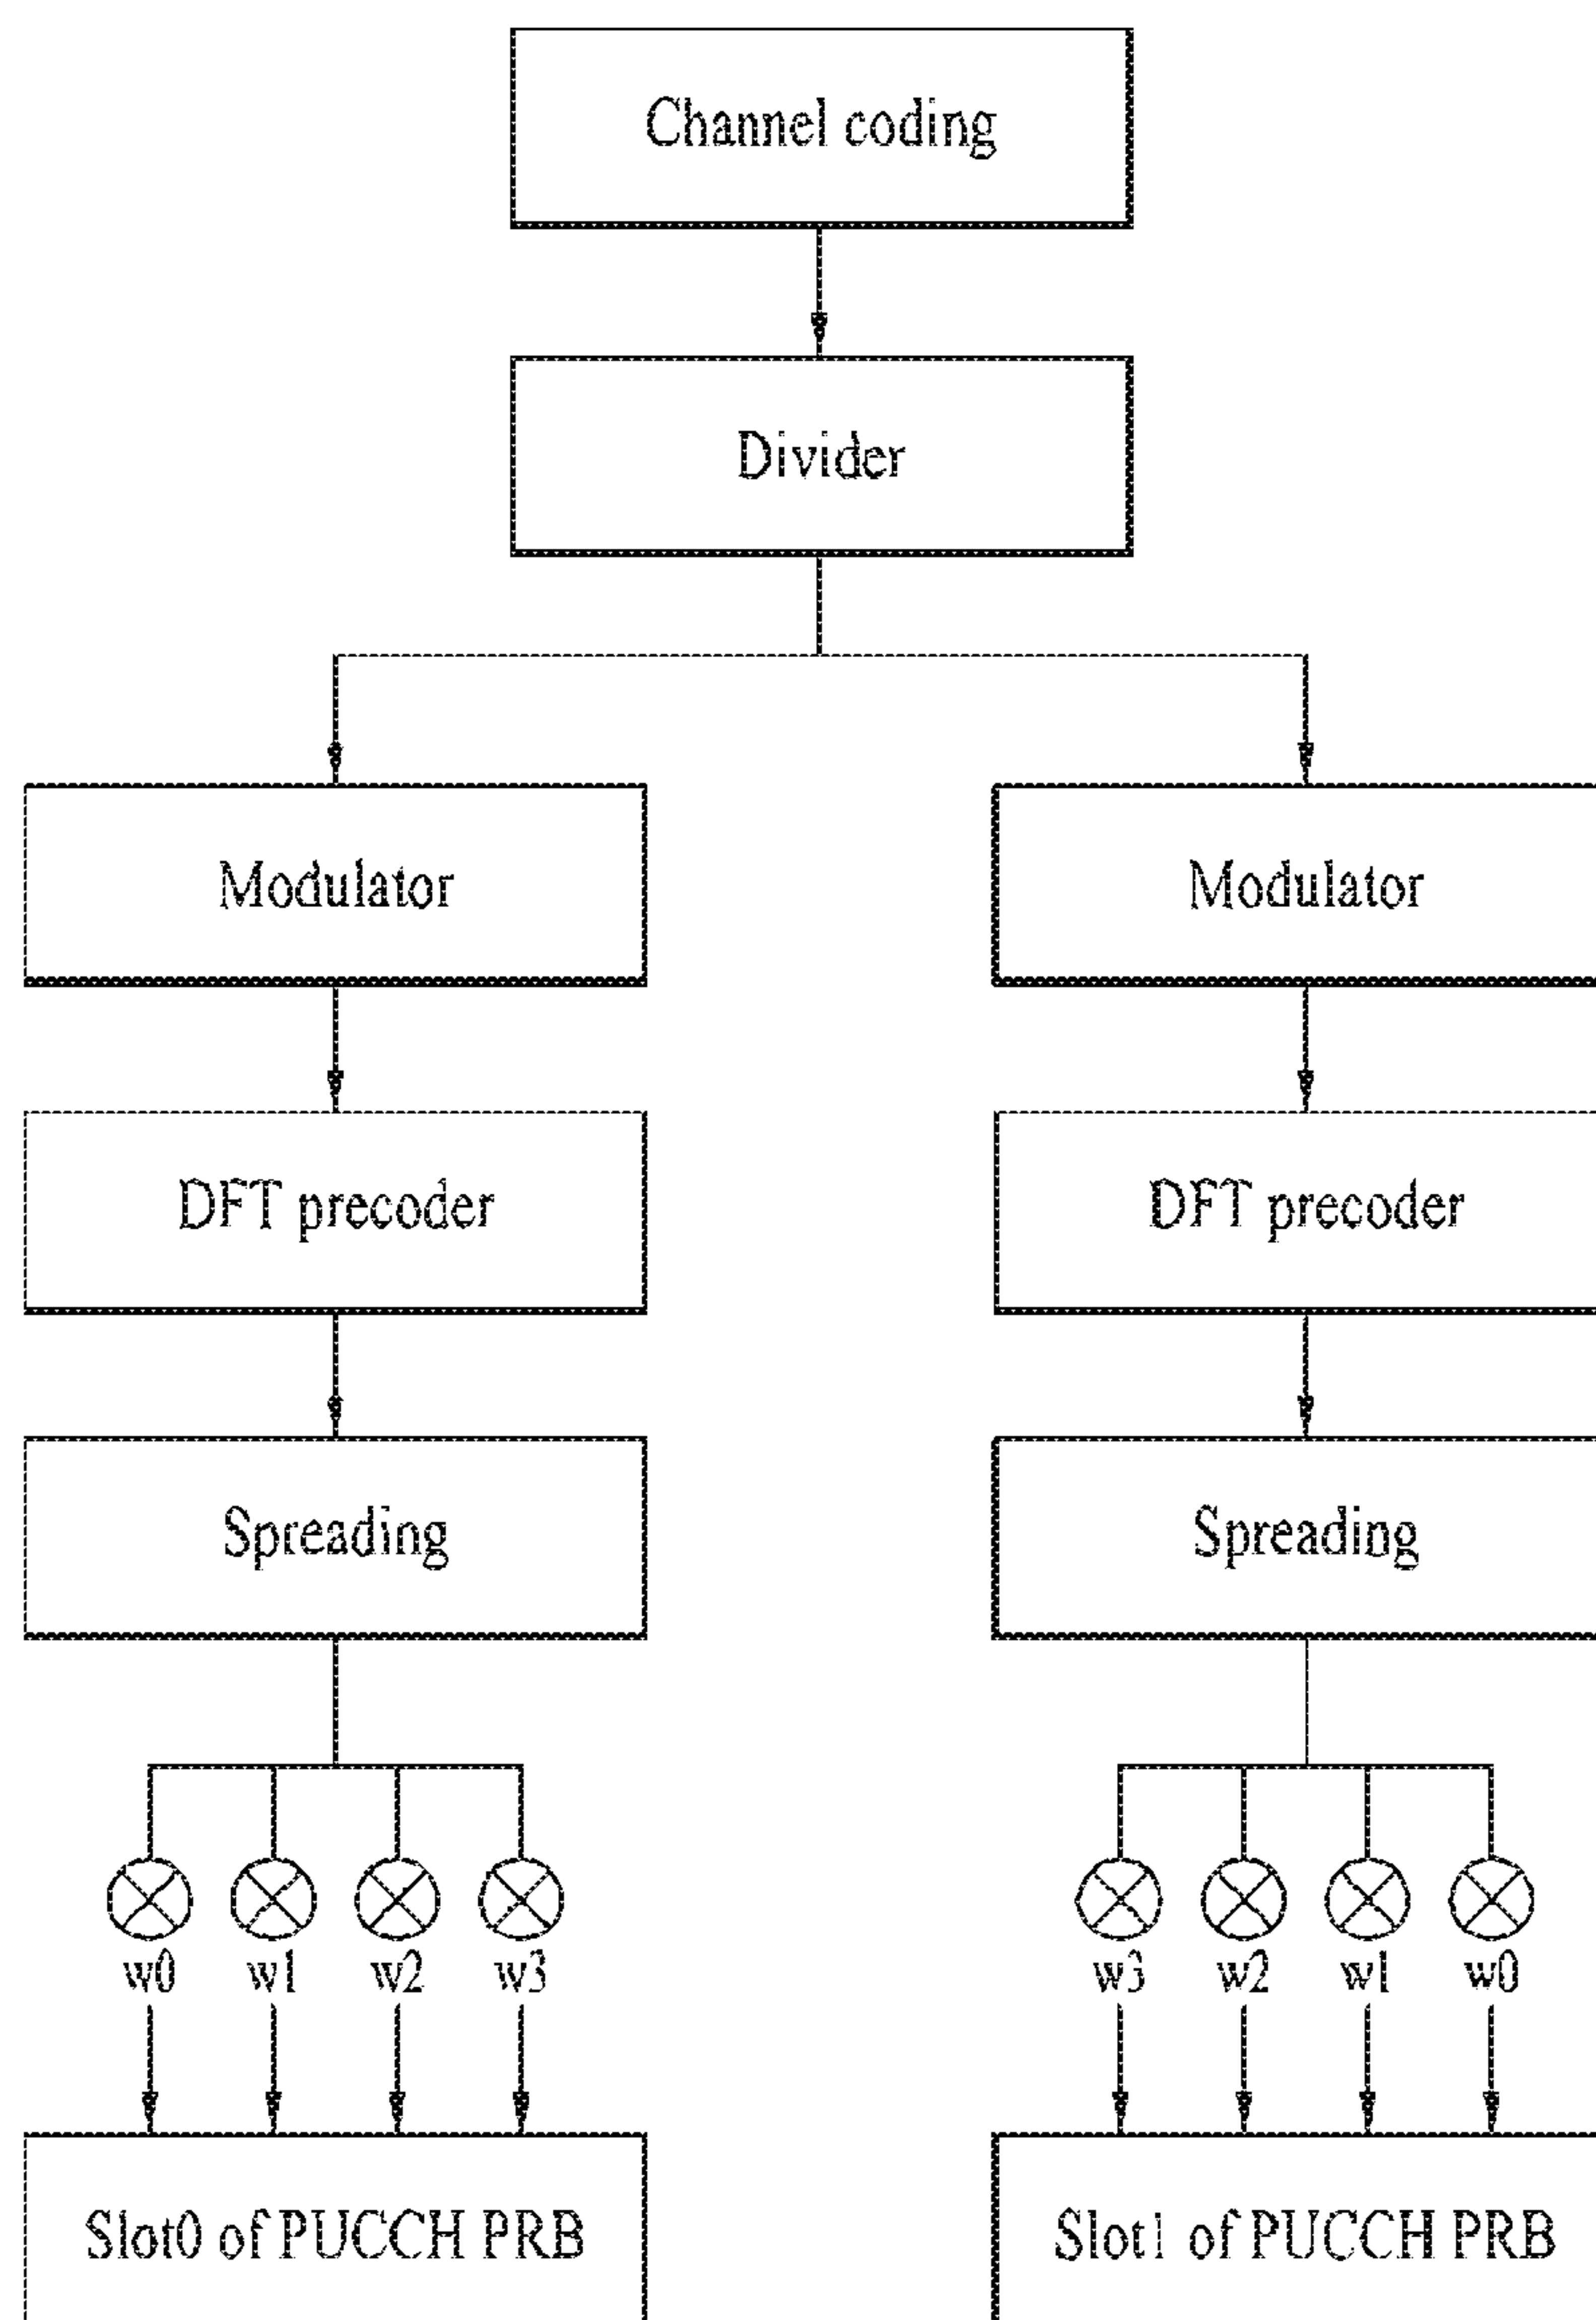 Channel coding
Divider
Modulator Modulator
DFT precoder DFT precoder
Spreading Spreading
w0 w1 w2 w3 w3 w2 w1 w0
Slot0 of PUCCH PRB Slot1 of PUCCH PRB